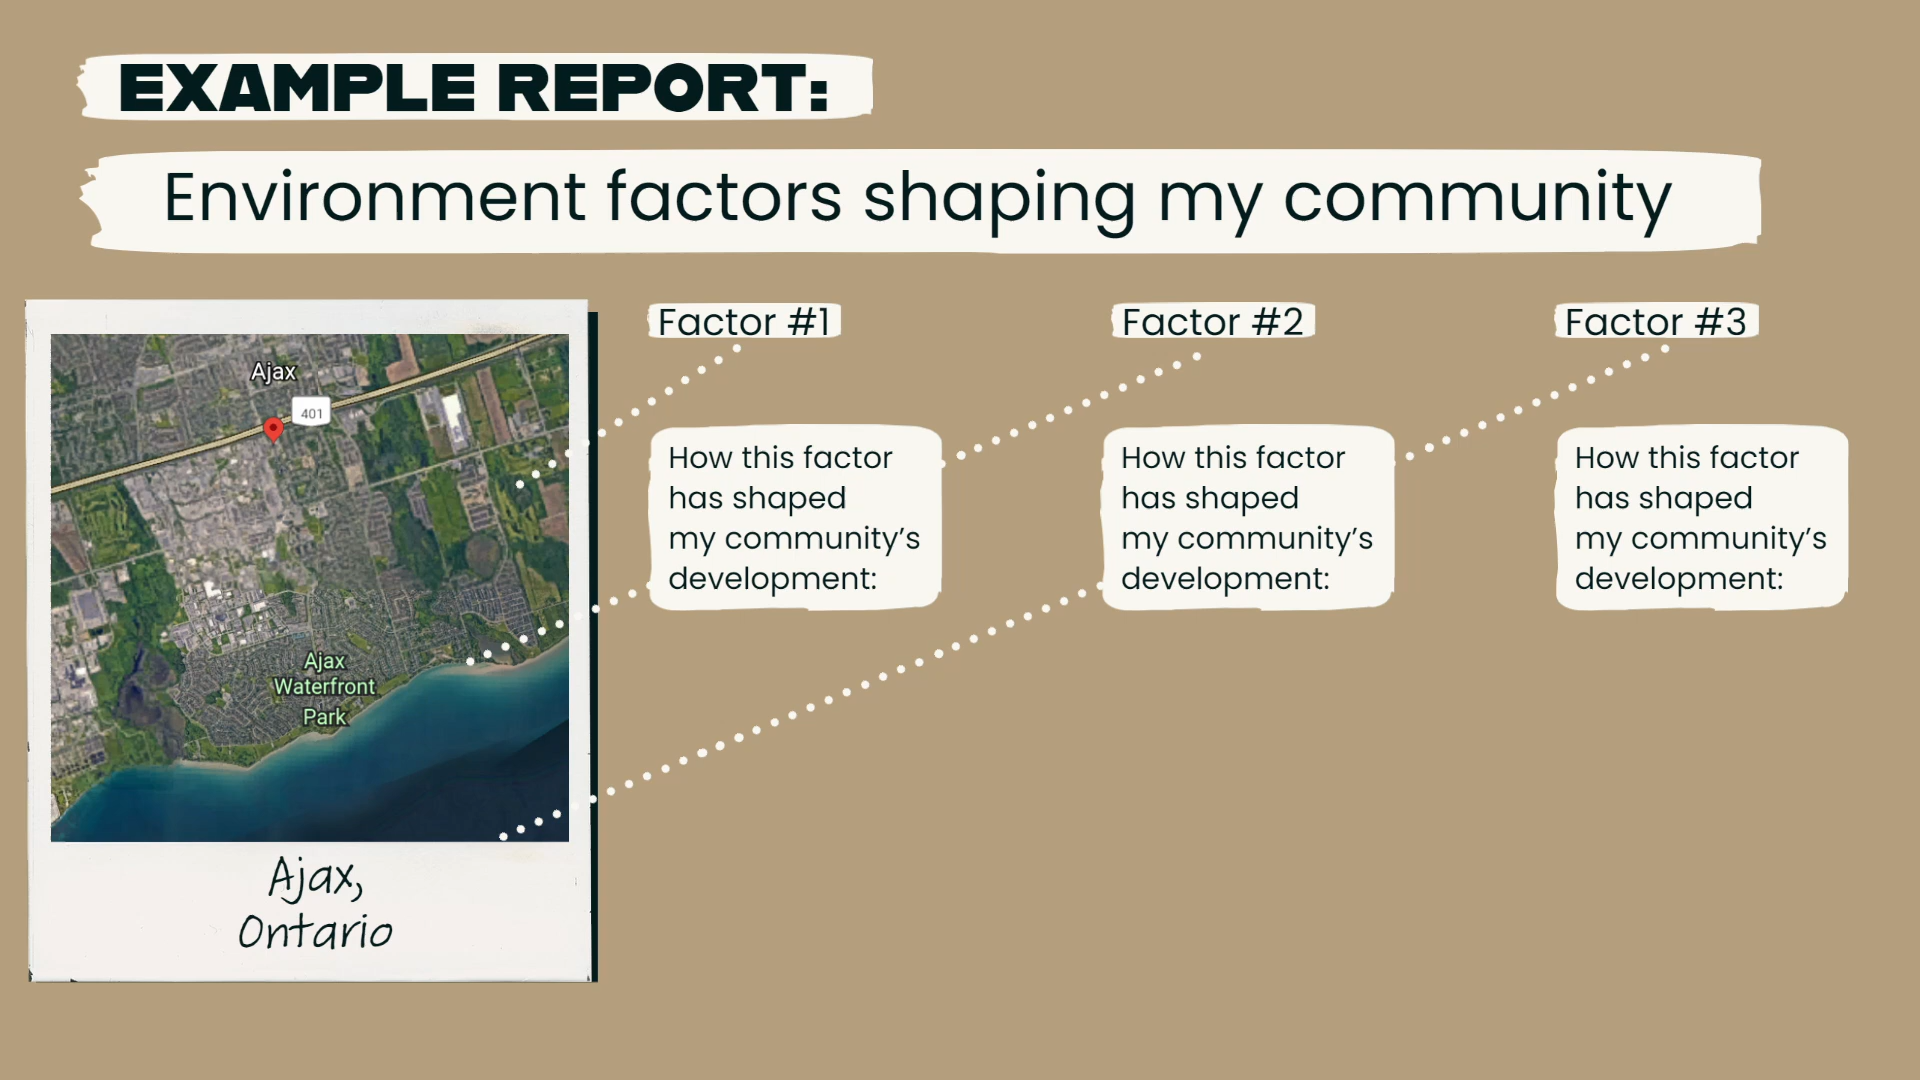 EXAMPLE REPORT:
Environment factors shaping my community
Ajax
401
Ajax
Waterfront
Park
Ajax,
Ontario
Factor #1
How this factor
has shaped
my community's
development:
Factor #2
How this factor
has shaped
my community's
development:
Factor #3
How this factor
has shaped
my community's
development: